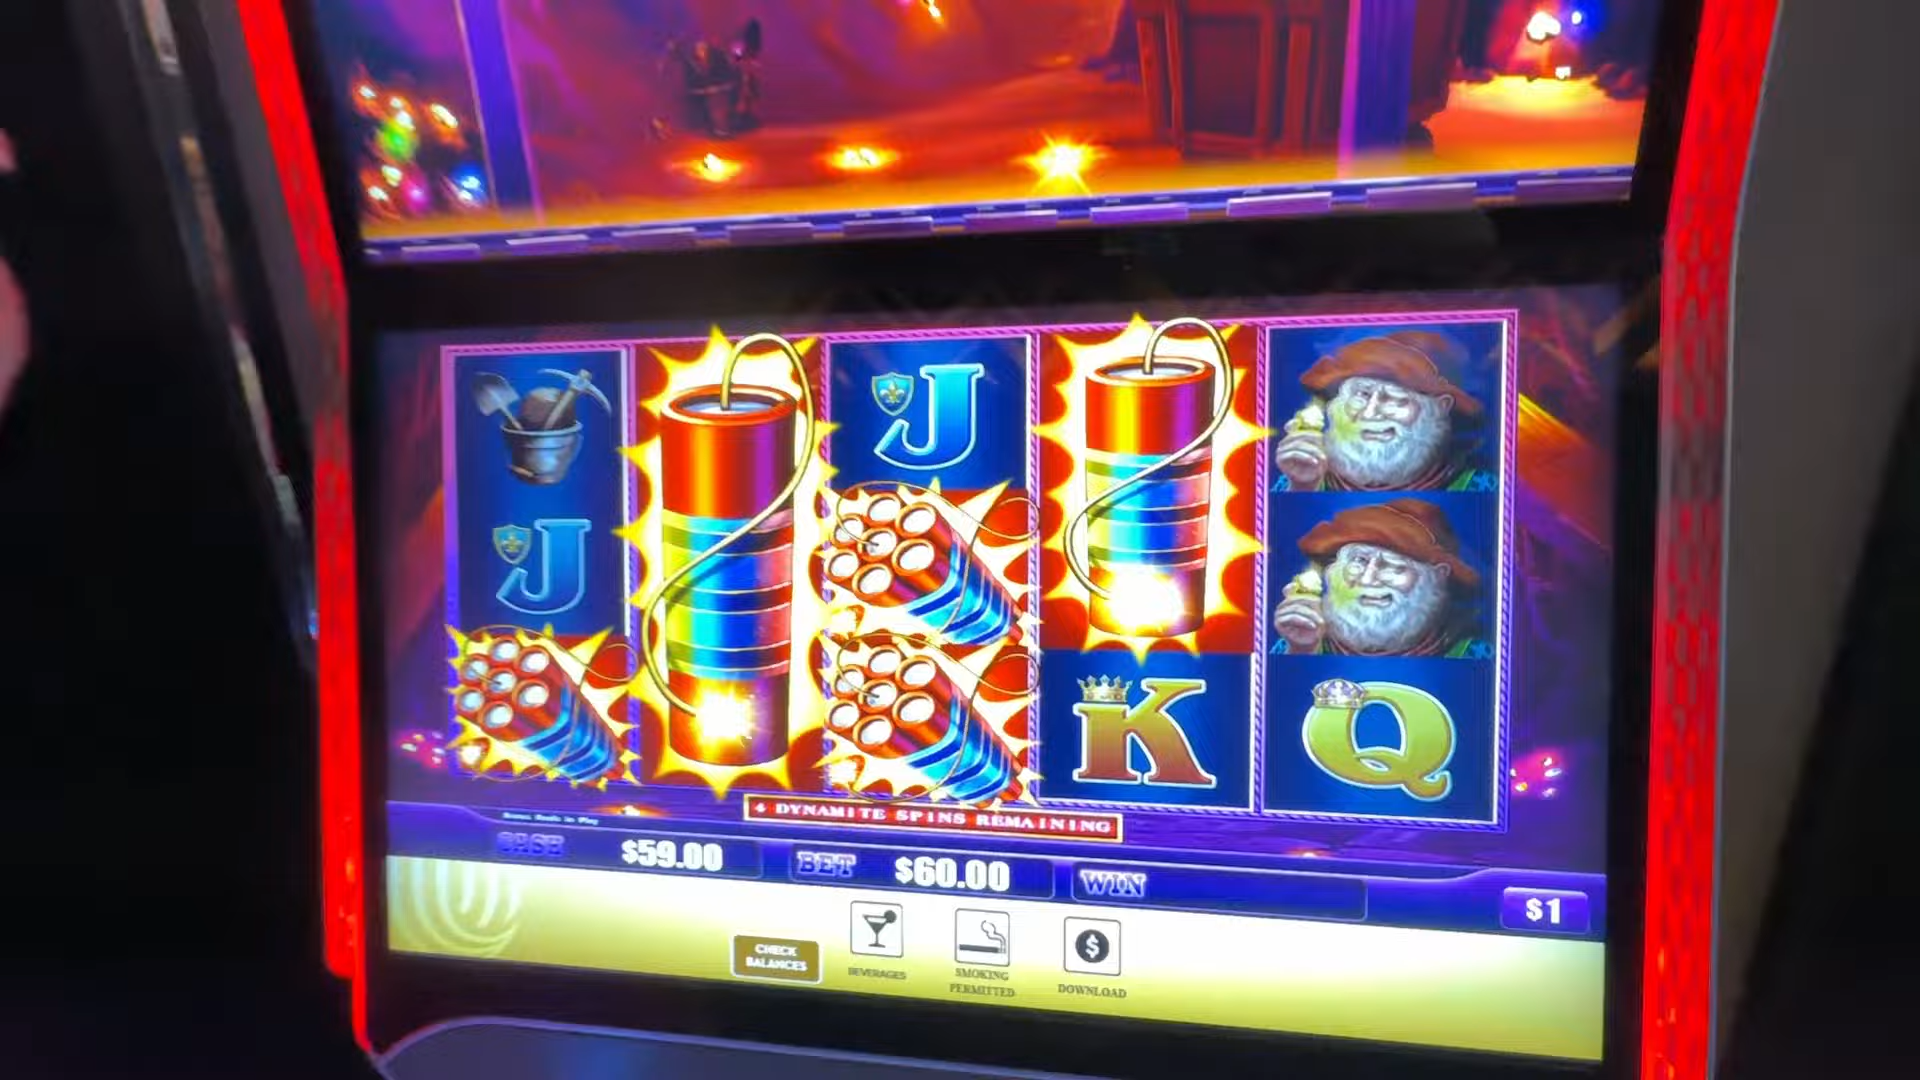 J
J
K
Q
4 DYNAMITE SPINS REMAINING
CASH $59.00 BET $60.00 WIN $1
CHECK
BALANCES
BEVERAGES
SMOKING
PERMITTED
DOWNLOAD